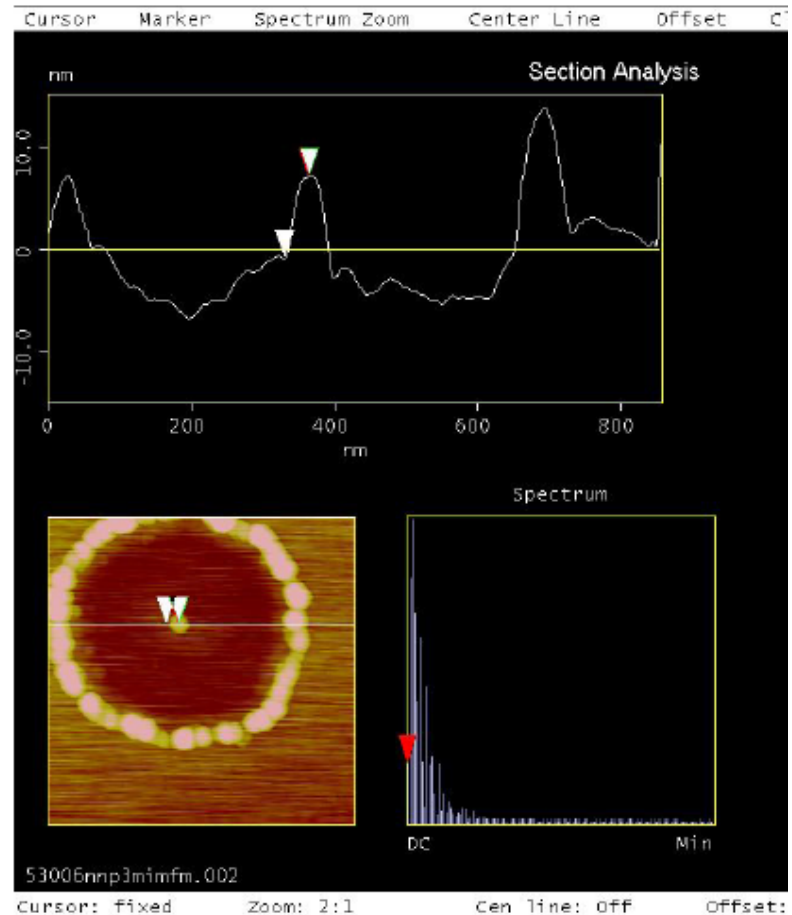 Cursor Marker Spectrum Zoom Center Line Offset
nm Section Analysis
10.0
0
-10.0
0 200 400 600 800
nm
Spectrum
DC Min
53006nnp3mimfm.002
Cursor: fixed Zoom: 2:1 Cen line: Off Offset: